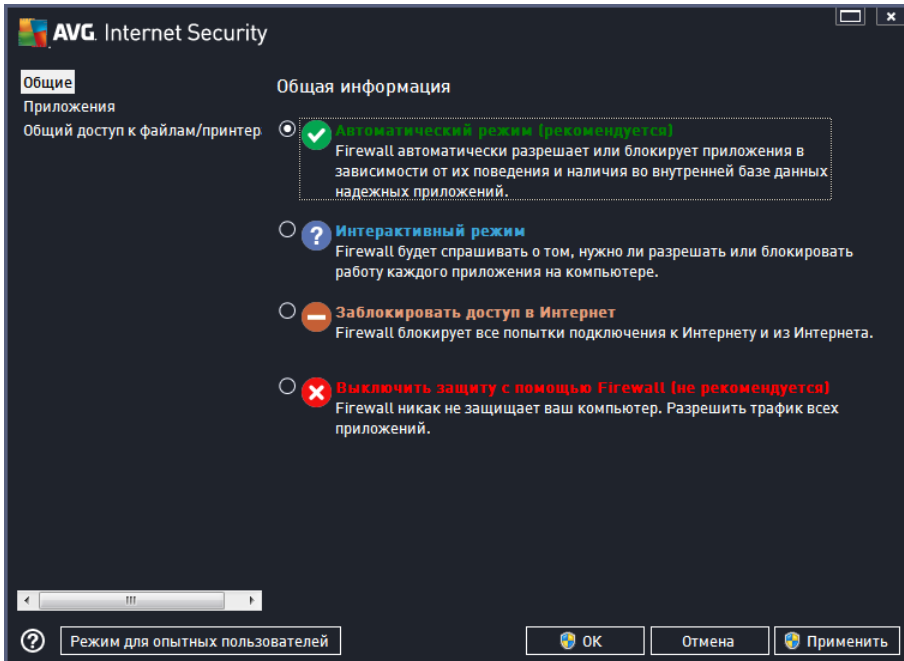 AVG. Internet Security
Общие
Приложения
Общий доступ к файлам/принтер
Общая информация
Автоматический режим (рекомендуется)
Firewall автоматически разрешает или блокирует приложения в
зависимости от их поведения и наличия во внутренней базе данных
надежных приложений.
Интерактивный режим
Firewall будет спрашивать о том, нужно ли разрешать или блокировать
работу каждого приложения на компьютере.
Заблокировать доступ в Интернет
Firewall блокирует все попытки подключения к Интернету и из Интернета.
Выключить защиту с помощью Firewall (не рекомендуется)
Firewall никак не защищает ваш компьютер. Разрешить трафик всех
приложений.
Режим для опытных пользователей
ОК
Отмена
Применить